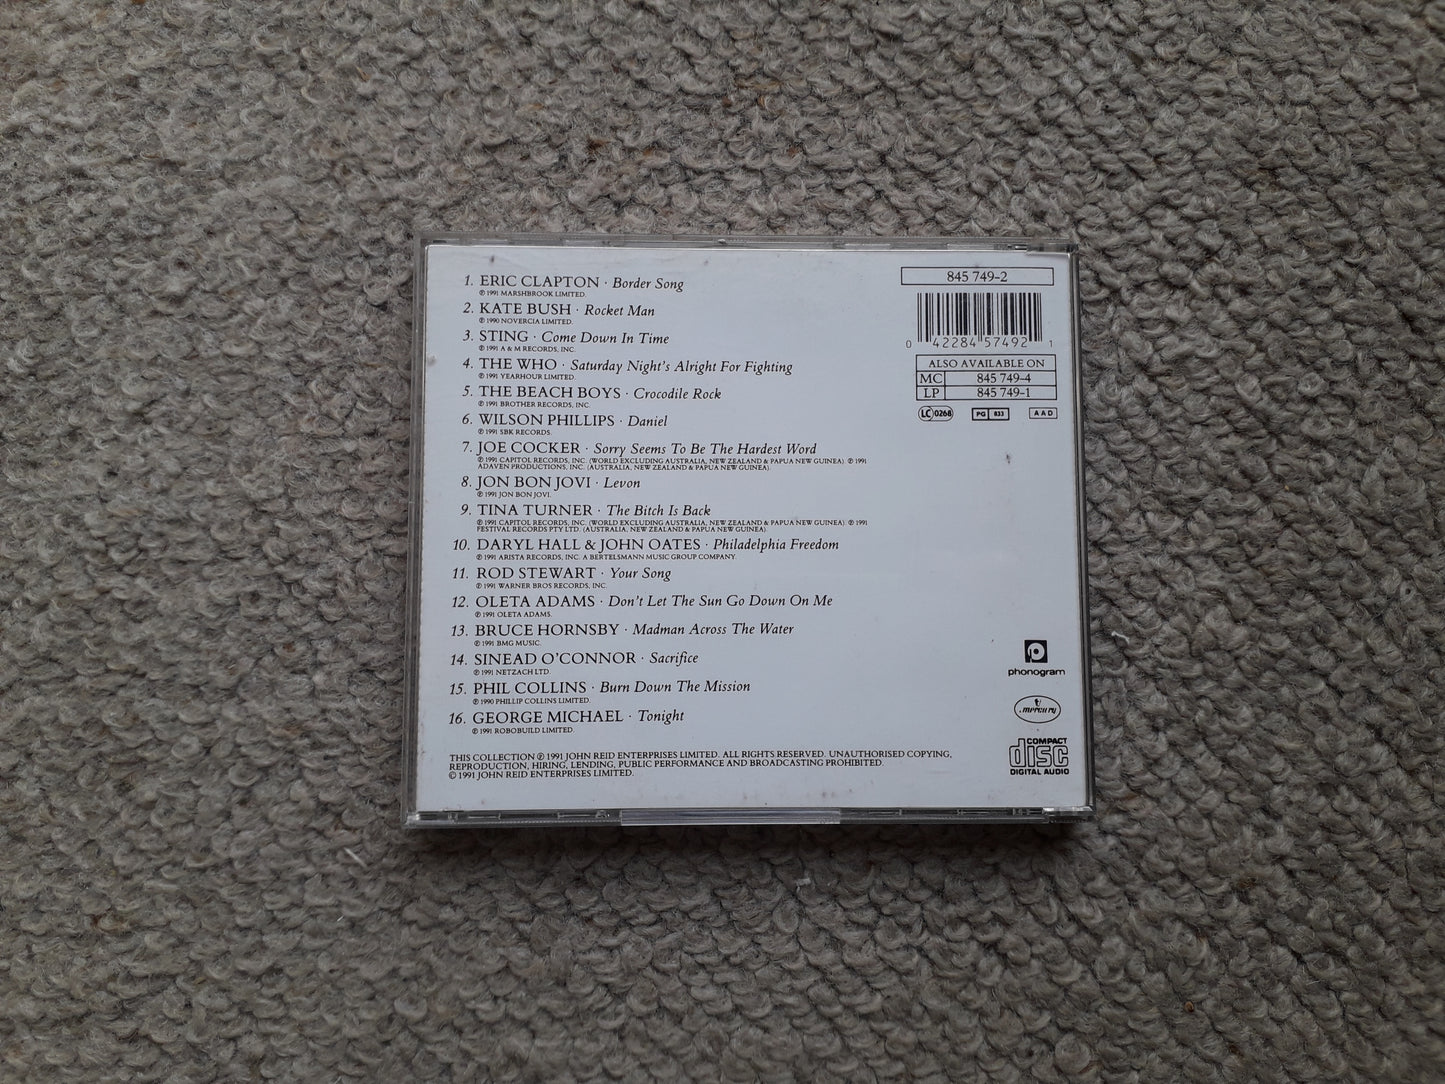 1. ERIC CLAPTON · Border Song
℗ 1991 MARSHBROOK LIMITED.
2. KATE BUSH · Rocket Man
℗ 1990 NOVERCIA LIMITED.
3. STING · Come Down In Time
℗ 1991 A & M RECORDS, INC.
4. THE WHO · Saturday Night's Alright For Fighting
℗ 1991 YEARHOUR LIMITED.
5. THE BEACH BOYS · Crocodile Rock
℗ 1991 BROTHER RECORDS, INC.
6. WILSON PHILLIPS · Daniel
℗ 1991 SBK RECORDS.
7. JOE COCKER · Sorry Seems To Be The Hardest Word
℗ 1991 CAPITOL RECORDS, INC. (WORLD EXCLUDING AUSTRALIA, NEW ZEALAND & PAPUA NEW GUINEA). ℗ 1991
ADAVEN PRODUCTIONS, INC. (AUSTRALIA, NEW ZEALAND & PAPUA NEW GUINEA).
8. JON BON JOVI · Levon
℗ 1991 JON BON JOVI.
9. TINA TURNER · The Bitch Is Back
℗ 1991 CAPITOL RECORDS, INC. (WORLD EXCLUDING AUSTRALIA, NEW ZEALAND & PAPUA NEW GUINEA). ℗ 1991
FESTIVAL RECORDS PTY LTD. (AUSTRALIA, NEW ZEALAND & PAPUA NEW GUINEA).
10. DARYL HALL & JOHN OATES · Philadelphia Freedom
℗ 1991 ARISTA RECORDS, INC. A BERTELSMANN MUSIC GROUP COMPANY.
11. ROD STEWART · Your Song
℗ 1991 WARNER BROS RECORDS, INC.
12. OLETA ADAMS · Don't Let The Sun Go Down On Me
℗ 1991 OLETA ADAMS.
13. BRUCE HORNSBY · Madman Across The Water
℗ 1991 BMG MUSIC.
14. SINEAD O'CONNOR · Sacrifice
℗ 1991 NETZACH LTD.
15. PHIL COLLINS · Burn Down The Mission
℗ 1990 PHILLIP COLLINS LIMITED.
16. GEORGE MICHAEL · Tonight
℗ 1991 ROBOBUILD LIMITED.
THIS COLLECTION ℗ 1991 JOHN REID ENTERPRISES LIMITED. ALL RIGHTS RESERVED. UNAUTHORISED COPYING,
REPRODUCTION, HIRING, LENDING, PUBLIC PERFORMANCE AND BROADCASTING PROHIBITED.
© 1991 JOHN REID ENTERPRISES LIMITED.
845 749-2
0 42284 57492 1
ALSO AVAILABLE ON
MC 845 749-4
LP 845 749-1
LC 0268 PG 833 AAD
phonogram
mercury
COMPACT
disc
DIGITAL AUDIO